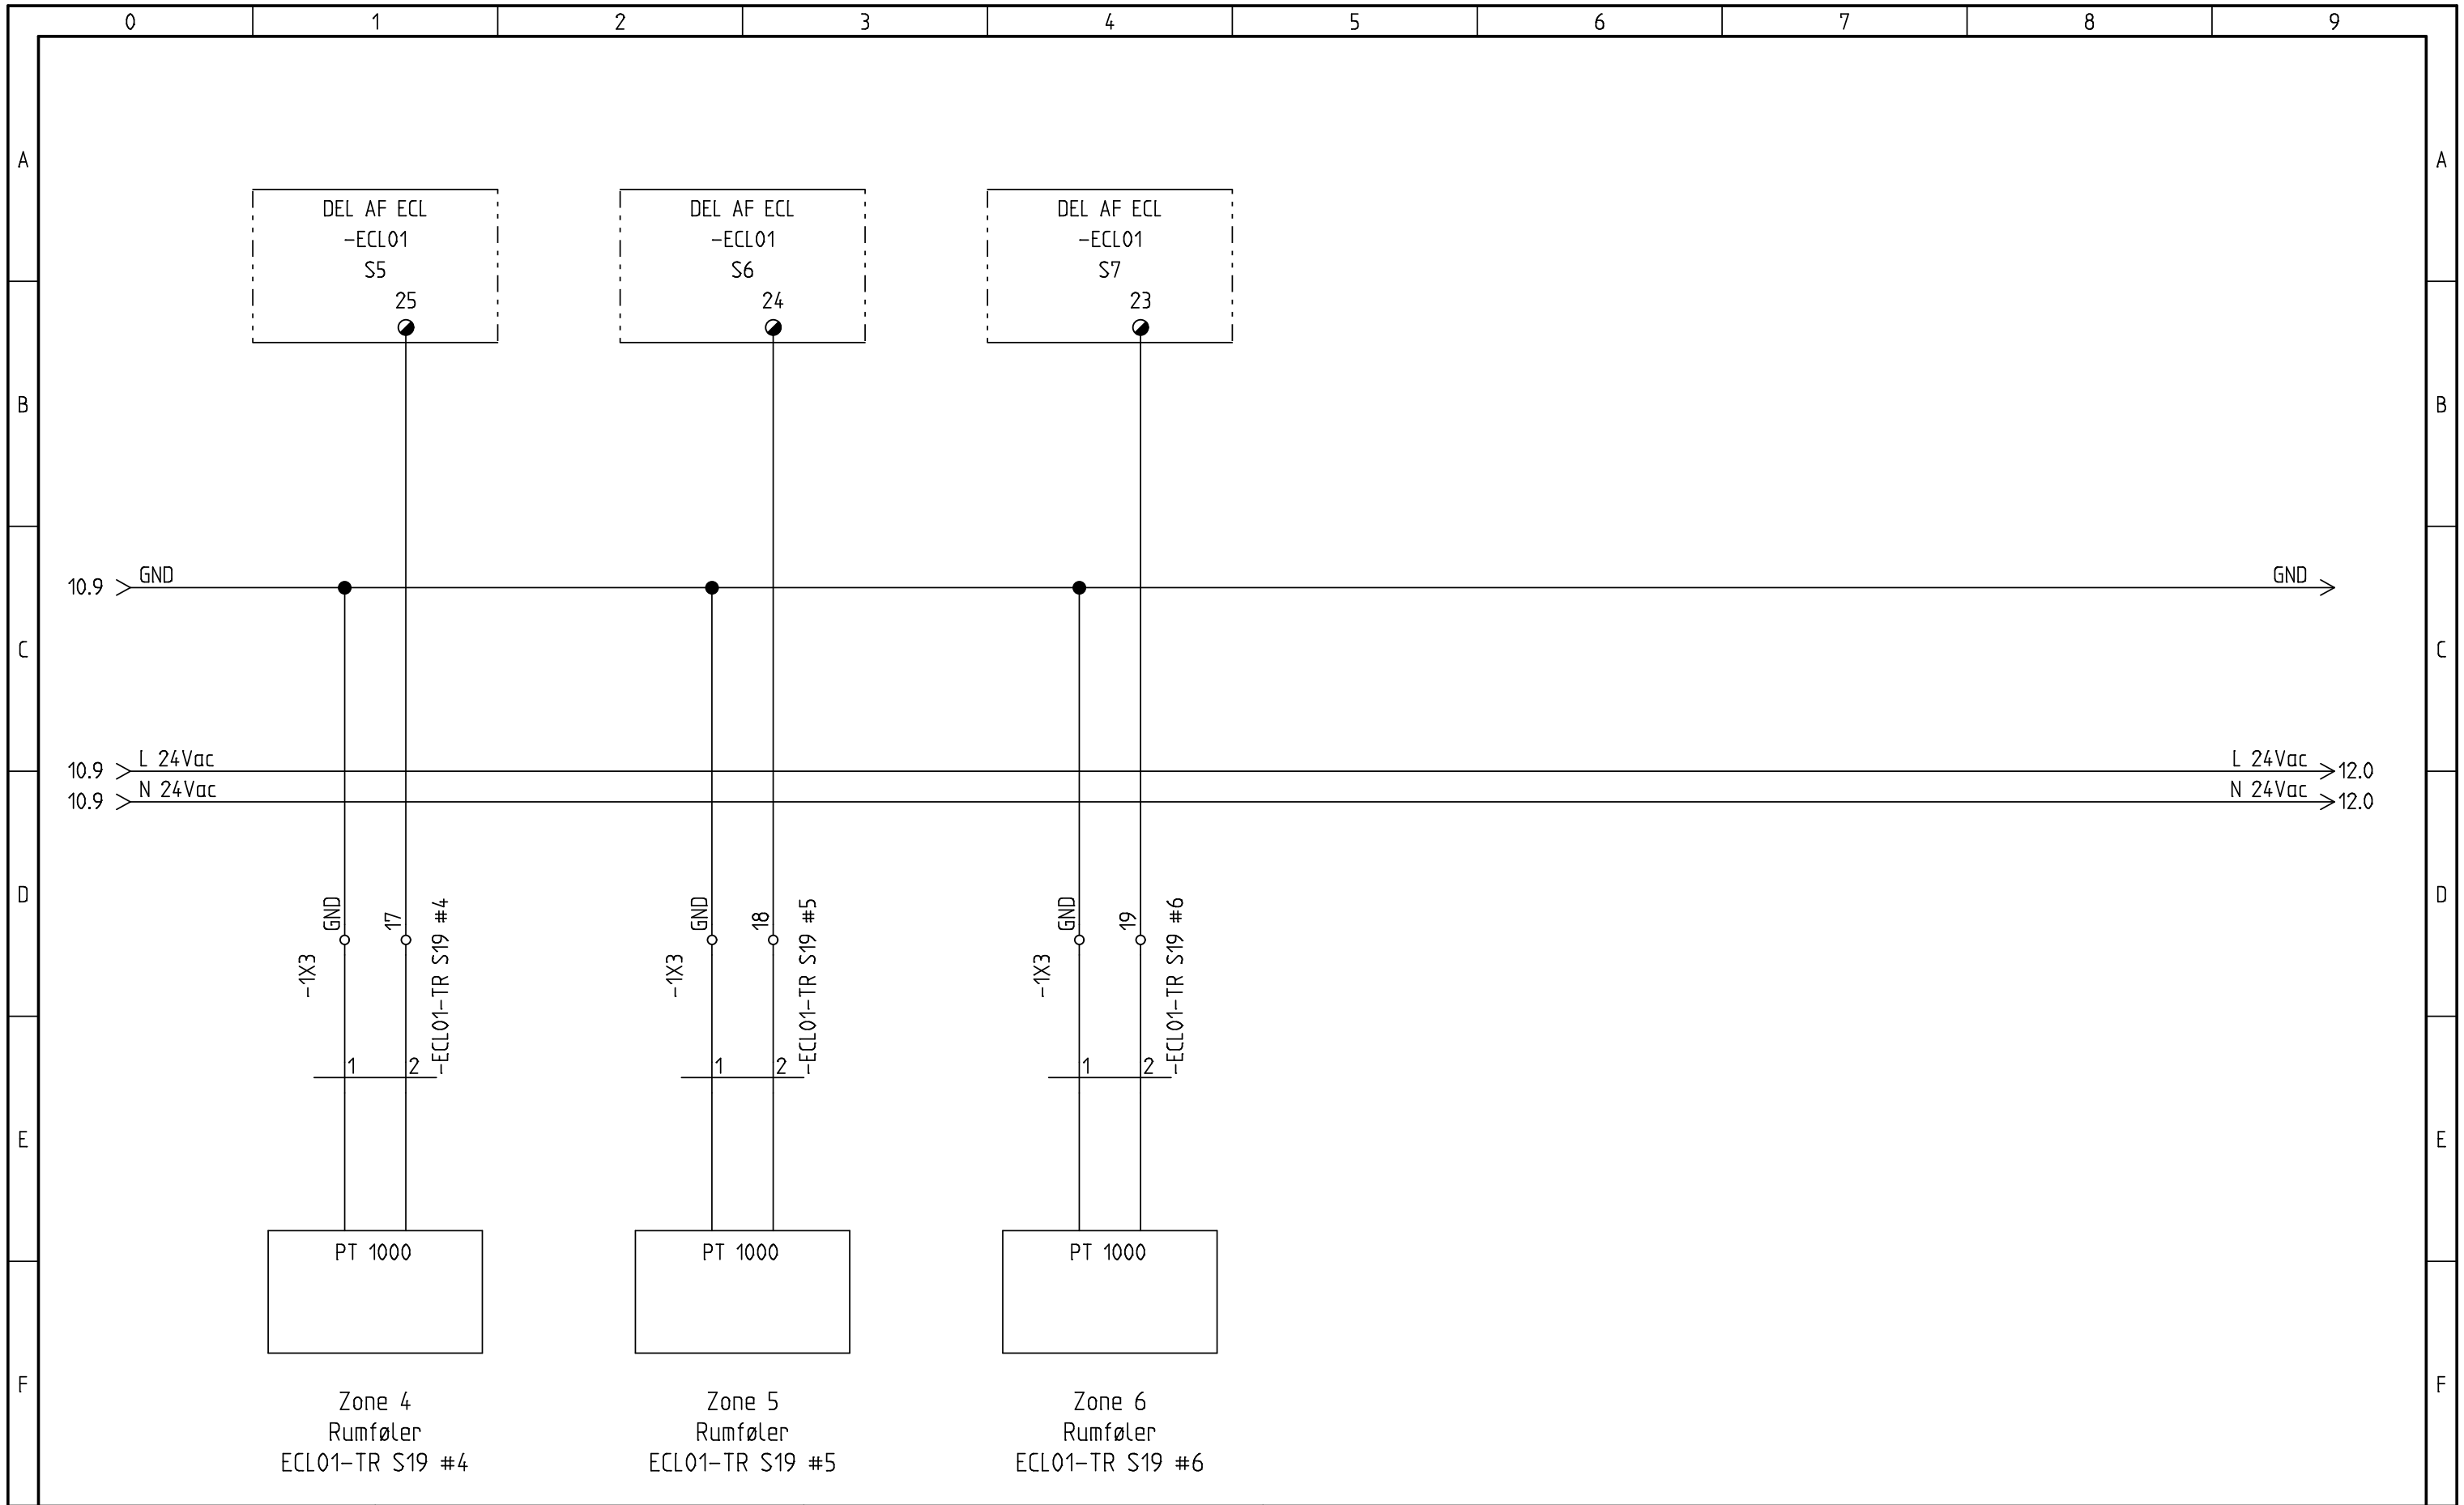 0 1 2 3 4 5 6 7 8 9
A A
DEL AF ECL DEL AF ECL DEL AF ECL
-ECL01 -ECL01 -ECL01
S5 S6 S7
25 24 23
B B
10.9 GND GND
C C
10.9 L 24Vac L 24Vac 12.0
10.9 N 24Vac N 24Vac 12.0
D D
GND 17 -ECL01-TR S19 #4
-1X3
GND 18 -ECL01-TR S19 #5
-1X3
GND 19 -ECL01-TR S19 #6
-1X3
1 2 1 2 1 2
E E
PT 1000 PT 1000 PT 1000
F F
Zone 4 Zone 5 Zone 6
Rumføler Rumføler Rumføler
ECL01-TR S19 #4 ECL01-TR S19 #5 ECL01-TR S19 #6